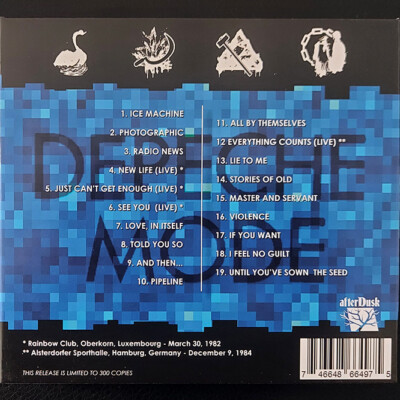 DEPECHE
MODE
1. ICE MACHINE
2. PHOTOGRAPHIC
3. RADIO NEWS
4. NEW LIFE (LIVE) *
5. JUST CAN'T GET ENOUGH (LIVE) *
6. SEE YOU (LIVE) *
7. LOVE, IN ITSELF
8. TOLD YOU SO
9. AND THEN...
10. PIPELINE
11. ALL BY THEMSELVES
12 EVERYTHING COUNTS (LIVE) **
13. LIE TO ME
14. STORIES OF OLD
15. MASTER AND SERVANT
16. VIOLENCE
17. IF YOU WANT
18. I FEEL NO GUILT
19. UNTIL YOU'VE SOWN THE SEED
afterDusk
* Rainbow Club, Oberkorn, Luxembourg - March 30, 1982
** Alsterdorfer Sporthalle, Hamburg, Germany - December 9, 1984
THIS RELEASE IS LIMITED TO 300 COPIES
7 46648 66497 5